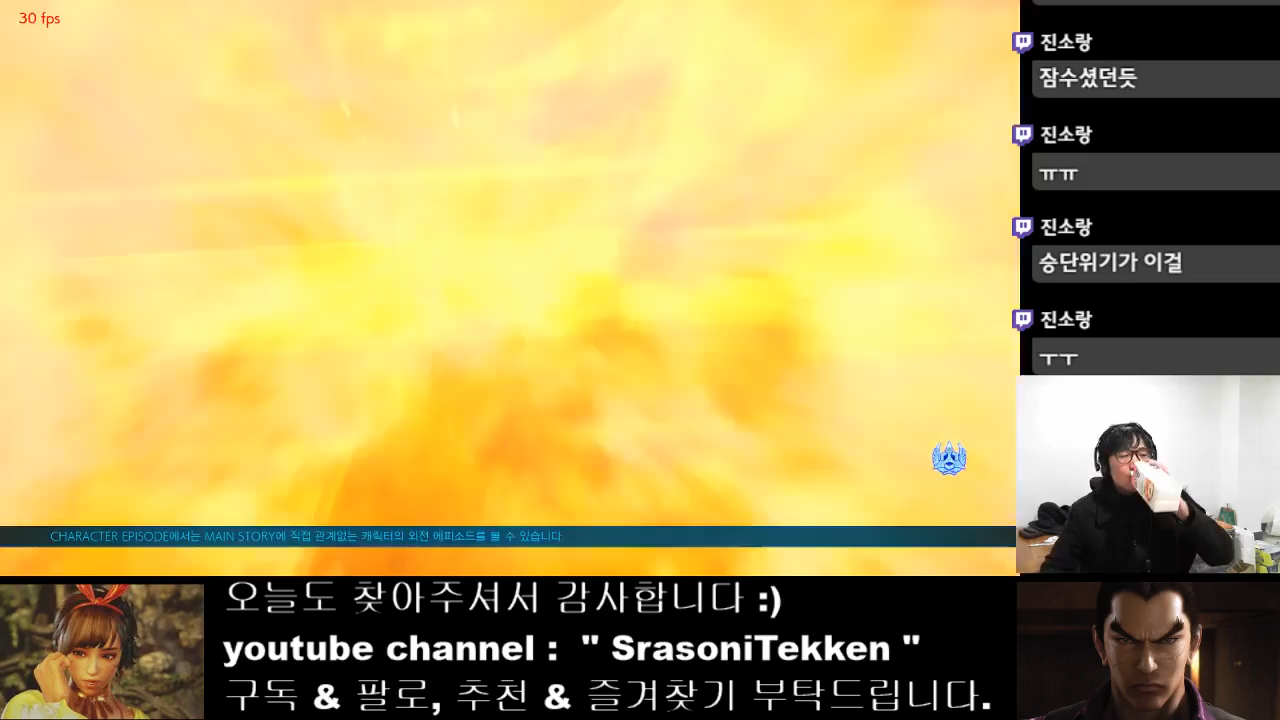 30 fps
진소랑
잠수셨던듯
진소랑
ㅠㅠ
진소랑
승단위기가 이걸
진소랑
ㅜㅜ
CHARACTER EPISODE에서는 MAIN STORY에 직접 관계없는 캐릭터의 외전 에피소드를 볼 수 있습니다.
오늘도 찾아주셔서 감사합니다 :)
youtube channel : " SrasoniTekken "
구독 & 팔로, 추천 & 즐겨찾기 부탁드립니다.